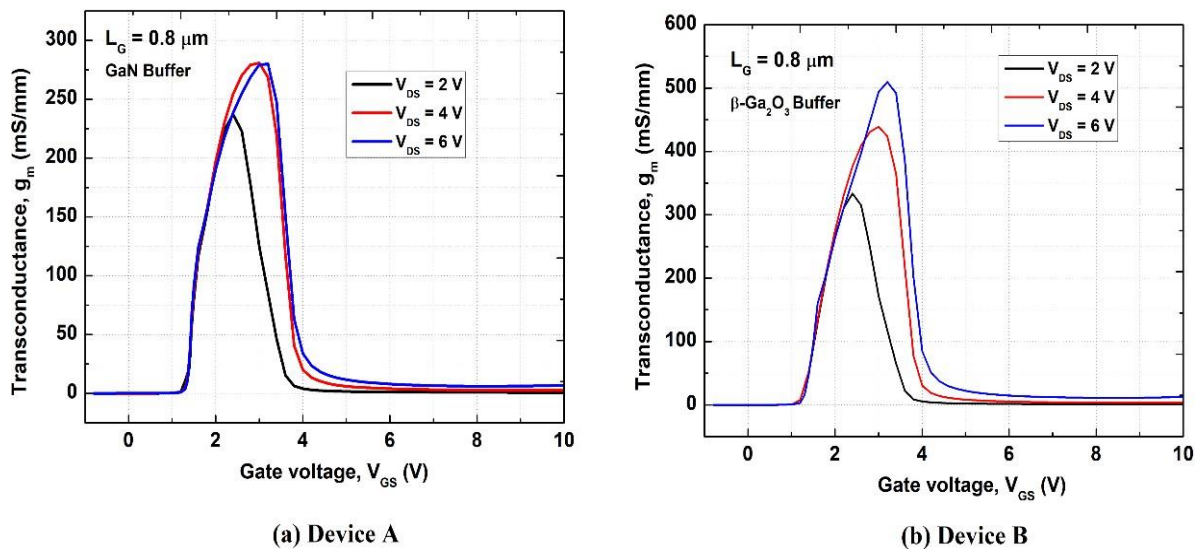 L_G = 0.8 μm
GaN Buffer
V_DS = 2 V
V_DS = 4 V
V_DS = 6 V
300
250
200
150
100
50
0
0 2 4 6 8 10
Transconductance, g_m (mS/mm)
Gate voltage, V_GS (V)
(a) Device A
L_G = 0.8 μm
β-Ga₂O₃ Buffer
V_DS = 2 V
V_DS = 4 V
V_DS = 6 V
600
500
400
300
200
100
0
0 2 4 6 8 10
Transconductance, g_m (mS/mm)
Gate voltage, V_GS (V)
(b) Device B